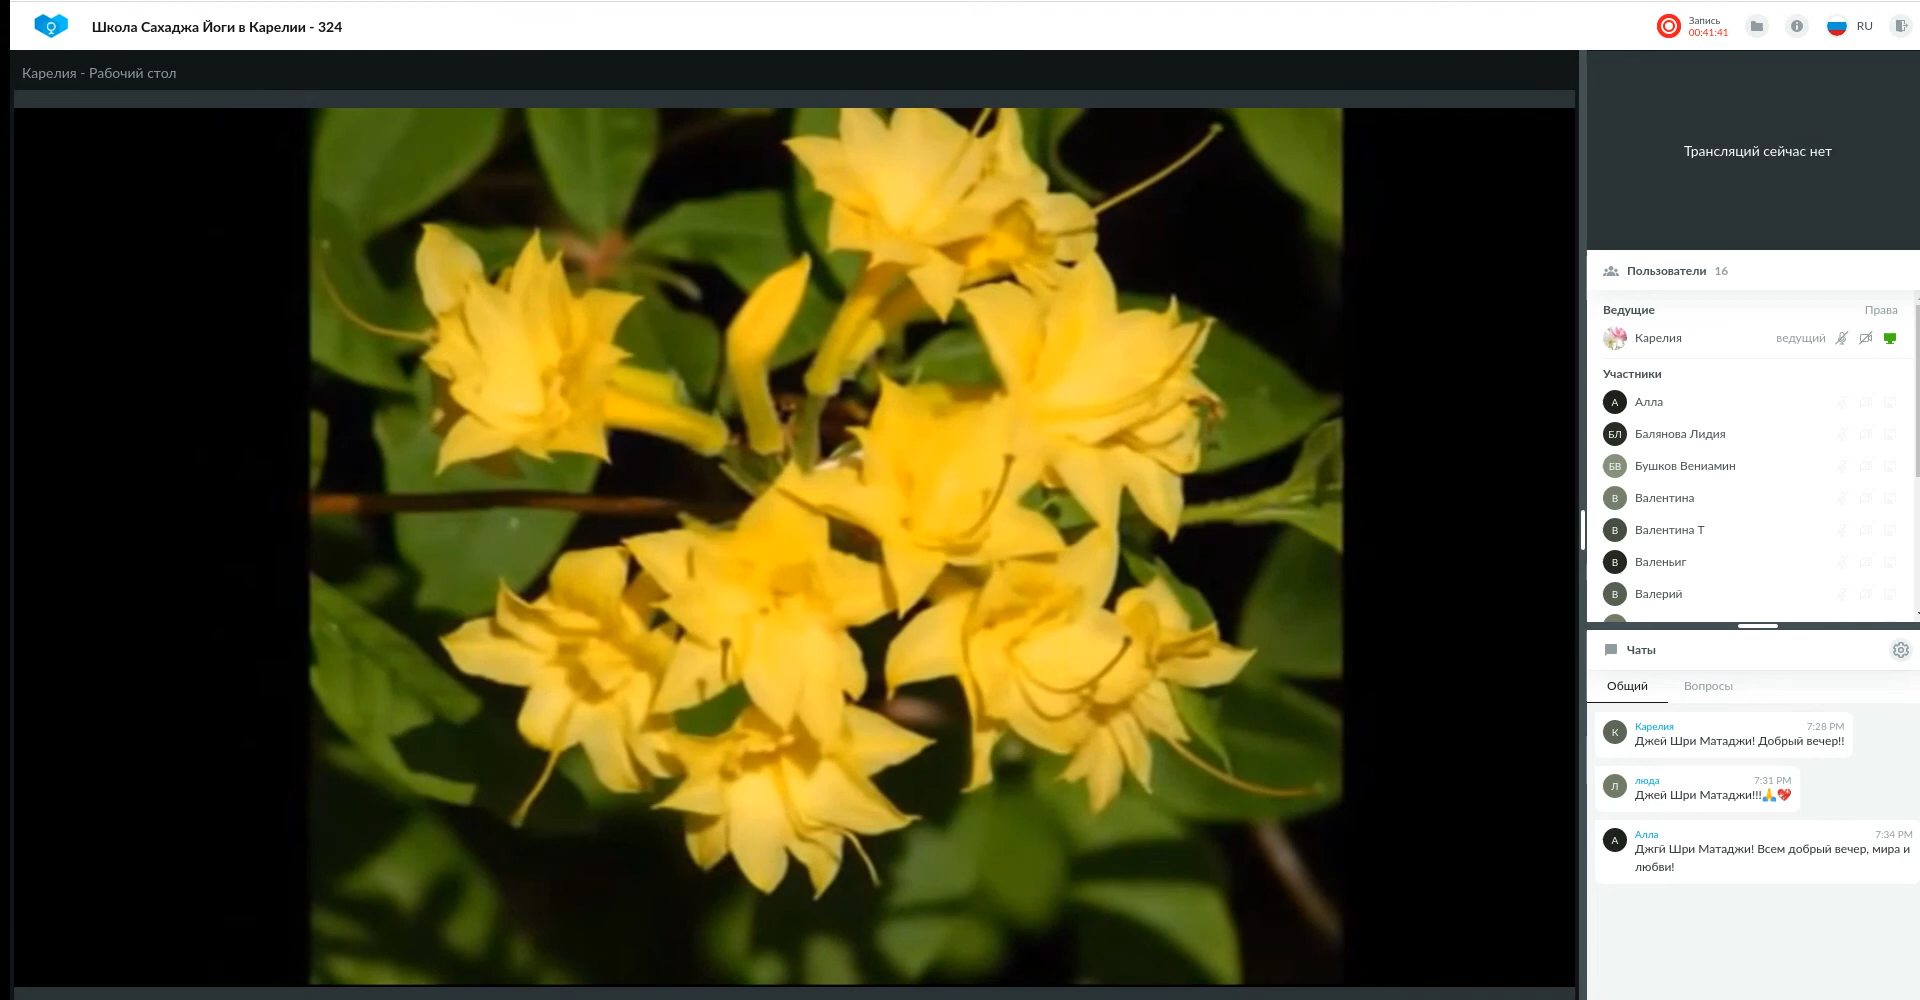 Школа Сахаджа Йоги в Карелии - 324
Запись
00:41:41
RU
Карелия - Рабочий стол
Трансляций сейчас нет
Пользователи 16
Ведущие Права
Карелия ведущий
Участники
А Алла
БЛ Балянова Лидия
БВ Бушков Вениамин
В Валентина
В Валентина Т
В Валеньиг
В Валерий
Чаты
Общий Вопросы
К Карелия 7:28 PM
Джей Шри Матаджи! Добрый вечер!!
Л люда 7:31 PM
Джей Шри Матаджи!!!🙏💖
А Алла 7:34 PM
Джгй Шри Матаджи! Всем добрый вечер, мира и
любви!